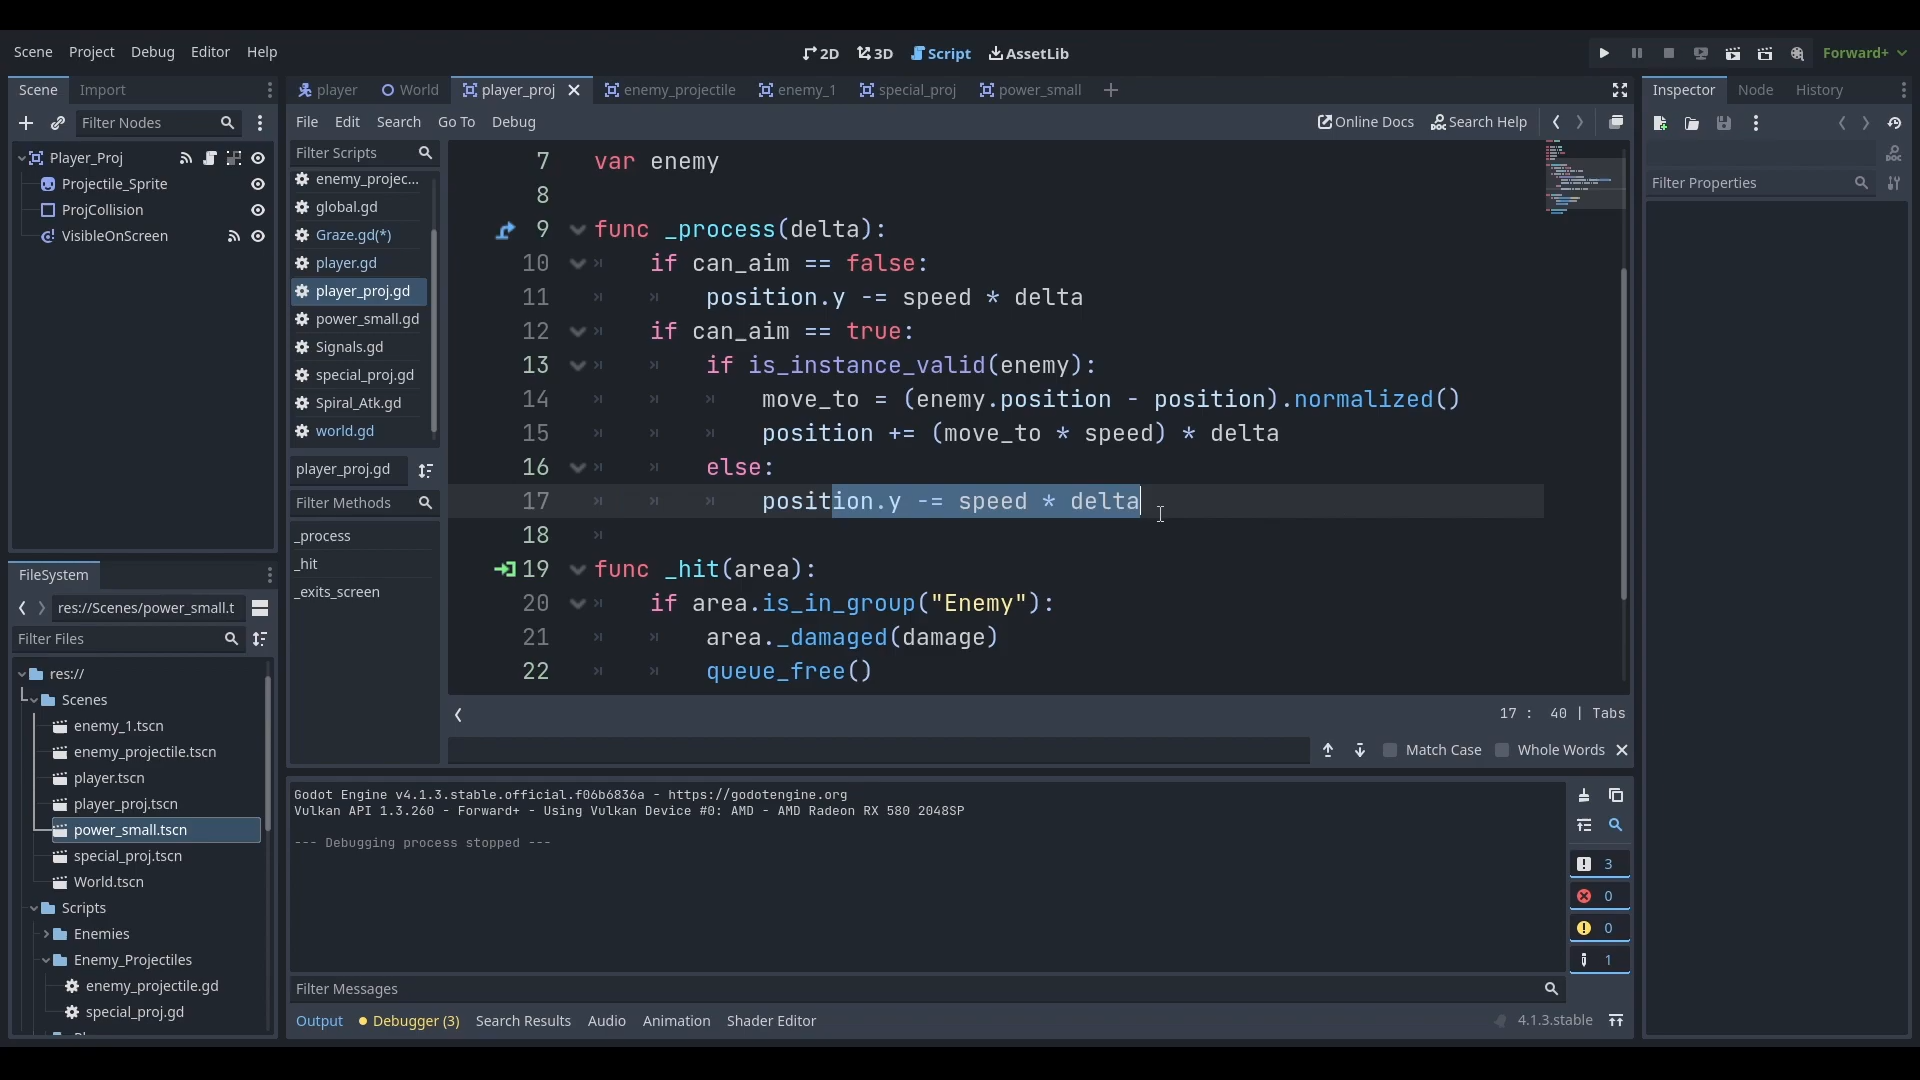 Scene Project Debug Editor Help
2D 3D Script AssetLib
Forward+
Scene Import
Filter Nodes
Player_Proj
Projectile_Sprite
ProjCollision
VisibleOnScreen
FileSystem
res://Scenes/power_small.t
Filter Files
res://
Scenes
enemy_1.tscn
enemy_projectile.tscn
player.tscn
player_proj.tscn
power_small.tscn
special_proj.tscn
World.tscn
Scripts
Enemies
Enemy_Projectiles
enemy_projectile.gd
special_proj.gd
player World player_proj enemy_projectile enemy_1 special_proj power_small
File Edit Search Go To Debug
Online Docs Search Help
Filter Scripts
enemy_projec...
global.gd
Graze.gd(*)
player.gd
player_proj.gd
power_small.gd
Signals.gd
special_proj.gd
Spiral_Atk.gd
world.gd
player_proj.gd
Filter Methods
_process
_hit
_exits_screen
7 var enemy
8
9 func _process(delta):
10 if can_aim == false:
11 position.y -= speed * delta
12 if can_aim == true:
13 if is_instance_valid(enemy):
14 move_to = (enemy.position - position).normalized()
15 position += (move_to * speed) * delta
16 else:
17 position.y -= speed * delta
18
19 func _hit(area):
20 if area.is_in_group("Enemy"):
21 area._damaged(damage)
22 queue_free()
17 : 40 | Tabs
Match Case Whole Words
Godot Engine v4.1.3.stable.official.f06b6836a - https://godotengine.org
Vulkan API 1.3.260 - Forward+ - Using Vulkan Device #0: AMD - AMD Radeon RX 580 2048SP
--- Debugging process stopped ---
3
0
0
1
Filter Messages
Output Debugger (3) Search Results Audio Animation Shader Editor
4.1.3.stable
Inspector Node History
Filter Properties